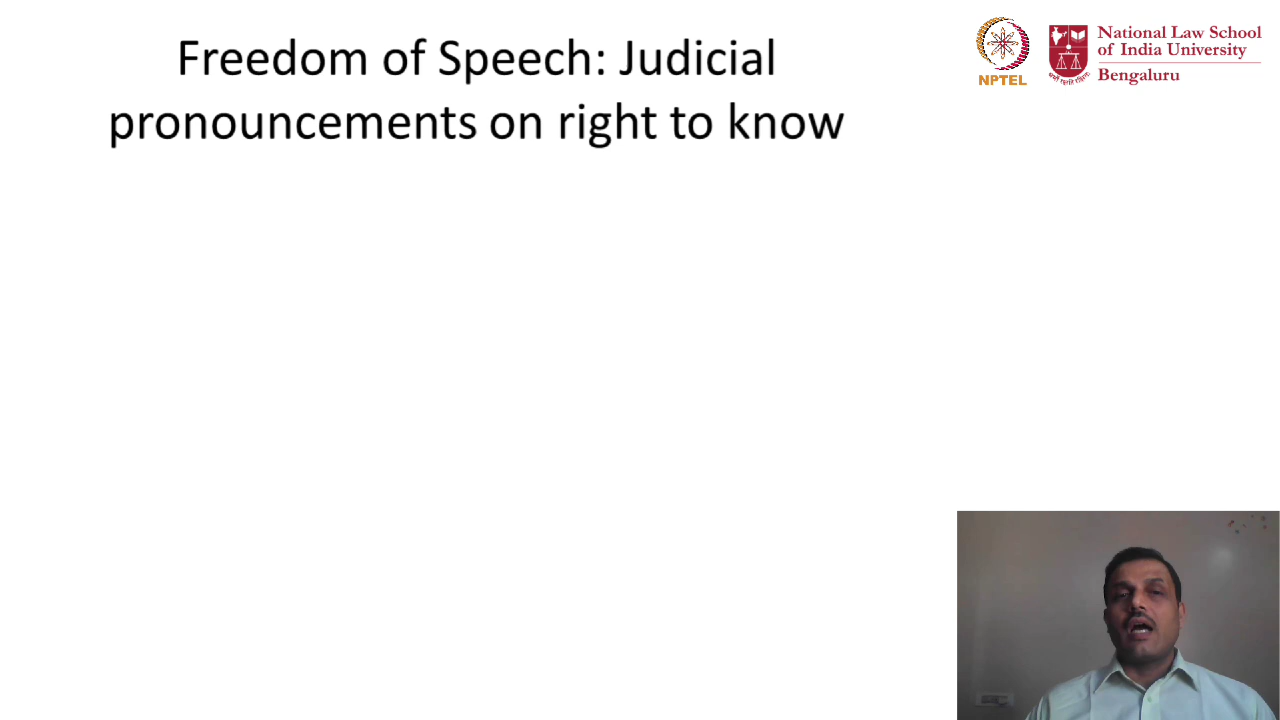 Freedom of Speech: Judicial
pronouncements on right to know
NPTEL
National Law School
of India University
Bengaluru